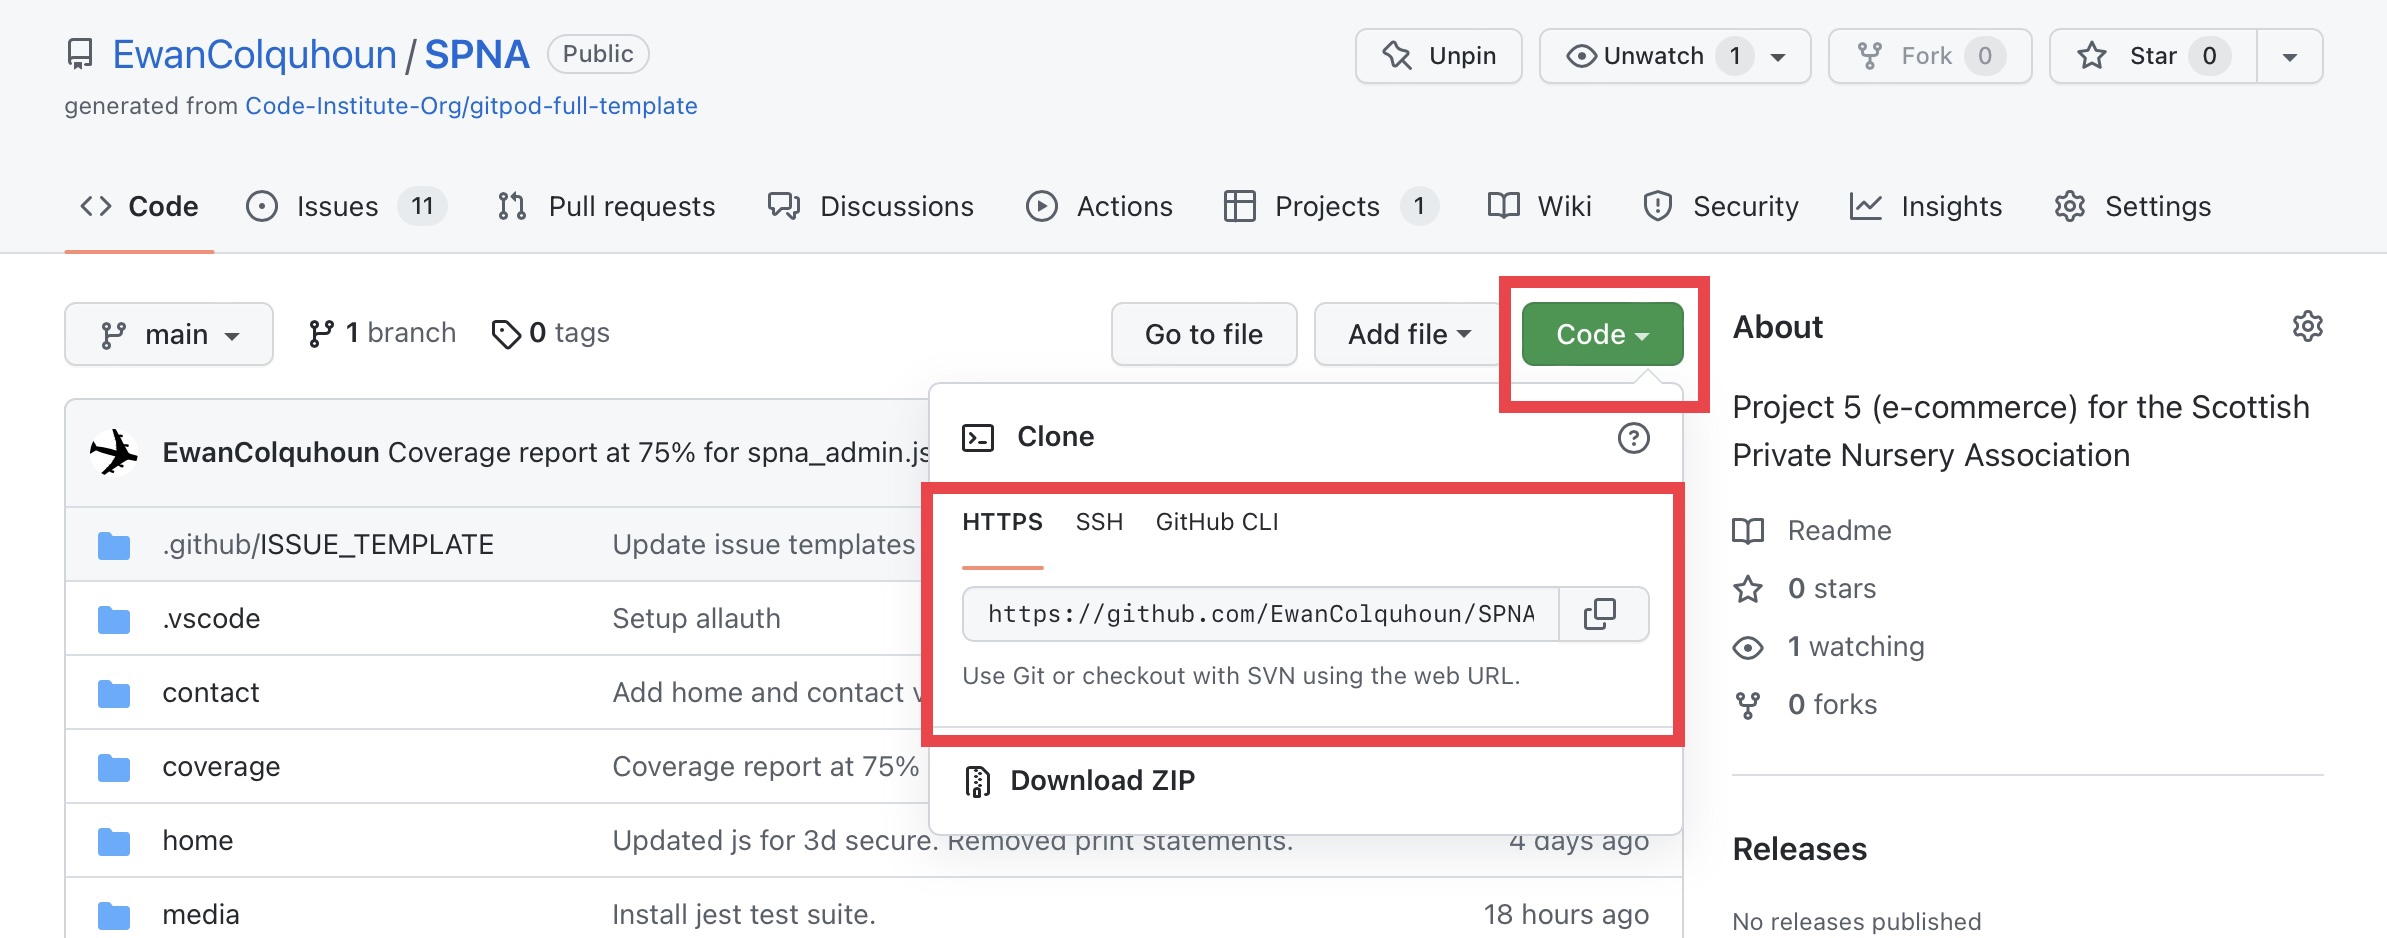 EwanColquhoun / SPNA Public
Unpin Unwatch 1 Fork 0 Star 0
generated from Code-Institute-Org/gitpod-full-template
Code Issues 11 Pull requests Discussions Actions Projects 1 Wiki Security Insights Settings
main 1 branch 0 tags Go to file Add file Code
About
Project 5 (e-commerce) for the Scottish
Private Nursery Association
Readme
0 stars
1 watching
0 forks
Releases
No releases published
EwanColquhoun Coverage report at 75% for spna_admin.js
.github/ISSUE_TEMPLATE Update issue templates
.vscode Setup allauth
contact Add home and contact v
coverage Coverage report at 75%
home Updated js for 3d secure. Removed print statements. 4 days ago
media Install jest test suite. 18 hours ago
Clone
HTTPS SSH GitHub CLI
https://github.com/EwanColquhoun/SPNA
Use Git or checkout with SVN using the web URL.
Download ZIP